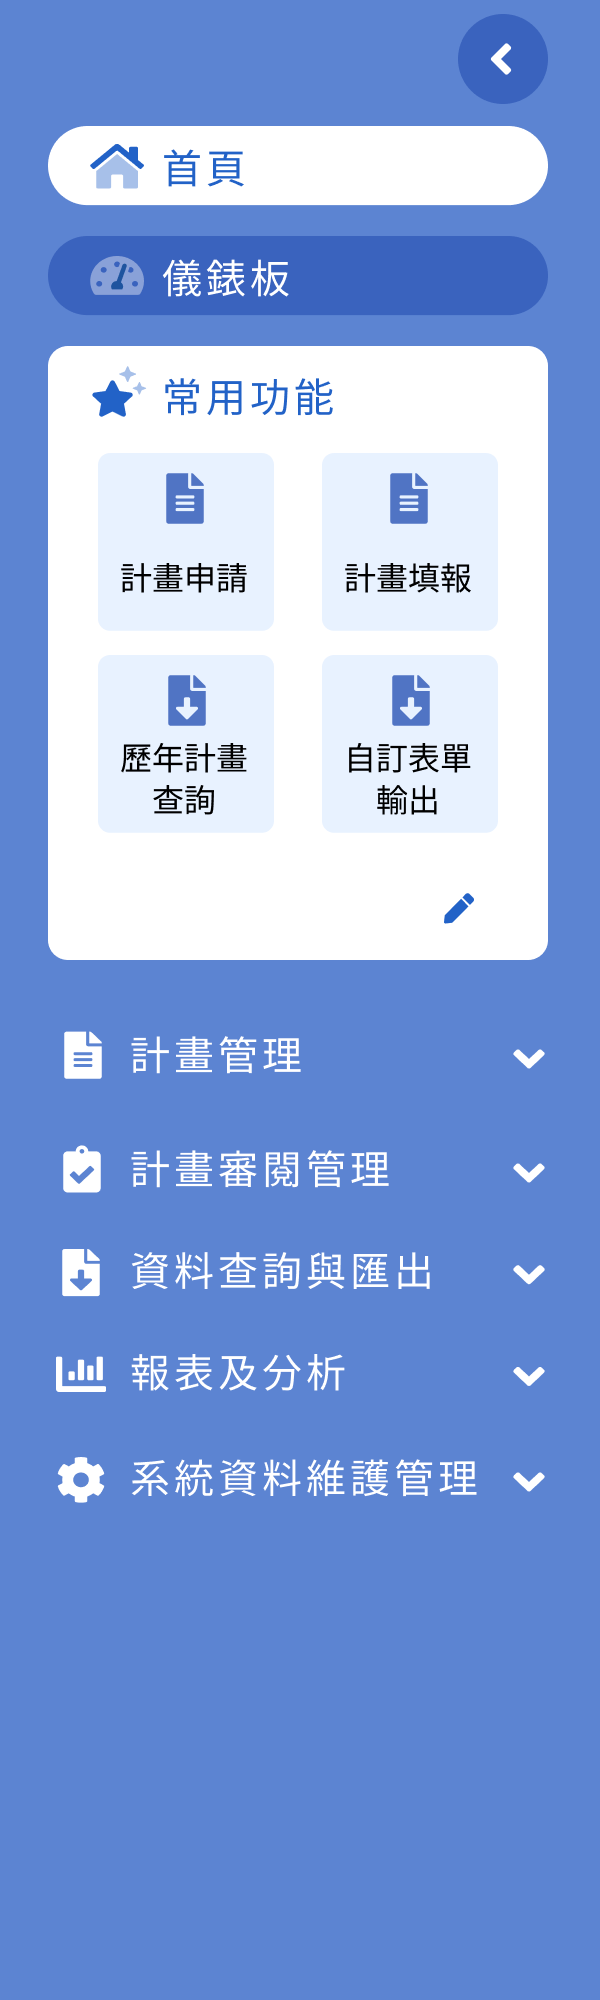 首頁
儀錶板
常用功能
計畫申請
計畫填報
歷年計畫
查詢
自訂表單
輸出
計畫管理
計畫審閱管理
資料查詢與匯出
報表及分析
系統資料維護管理